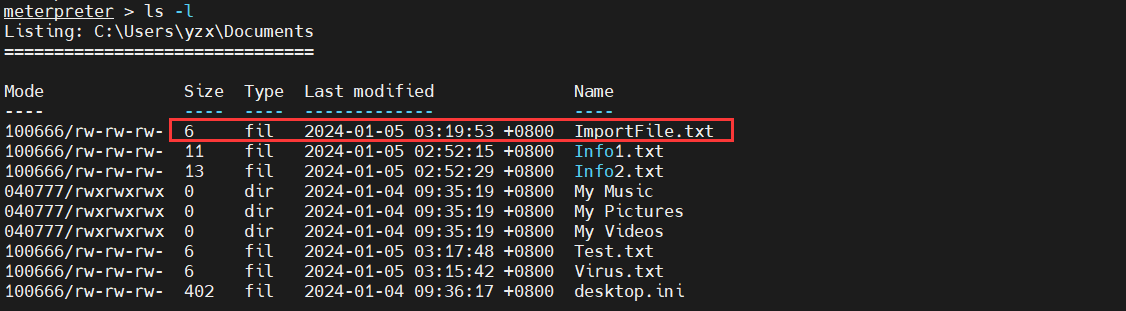 meterpreter > ls -l
Listing: C:\Users\yzx\Documents
===============================
Mode Size Type Last modified Name
---- ---- ---- ------------- ----
100666/rw-rw-rw- 6 fil 2024-01-05 03:19:53 +0800 ImportFile.txt
100666/rw-rw-rw- 11 fil 2024-01-05 02:52:15 +0800 Info1.txt
100666/rw-rw-rw- 13 fil 2024-01-05 02:52:29 +0800 Info2.txt
040777/rwxrwxrwx 0 dir 2024-01-04 09:35:19 +0800 My Music
040777/rwxrwxrwx 0 dir 2024-01-04 09:35:19 +0800 My Pictures
040777/rwxrwxrwx 0 dir 2024-01-04 09:35:19 +0800 My Videos
100666/rw-rw-rw- 6 fil 2024-01-05 03:17:48 +0800 Test.txt
100666/rw-rw-rw- 6 fil 2024-01-05 03:15:42 +0800 Virus.txt
100666/rw-rw-rw- 402 fil 2024-01-04 09:36:17 +0800 desktop.ini